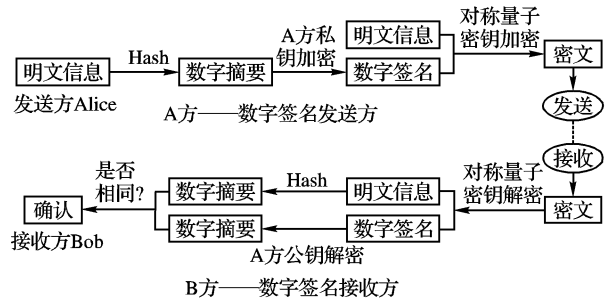 明文信息
发送方Alice
Hash
数字摘要
A方私
钥加密
明文信息
数字签名
对称量子
密钥加密
密文
发送
A方——数字签名发送方
接收
密文
对称量子
密钥解密
明文信息
数字签名
Hash
A方公钥解密
数字摘要
数字摘要
是否
相同?
确认
接收方Bob
B方——数字签名接收方